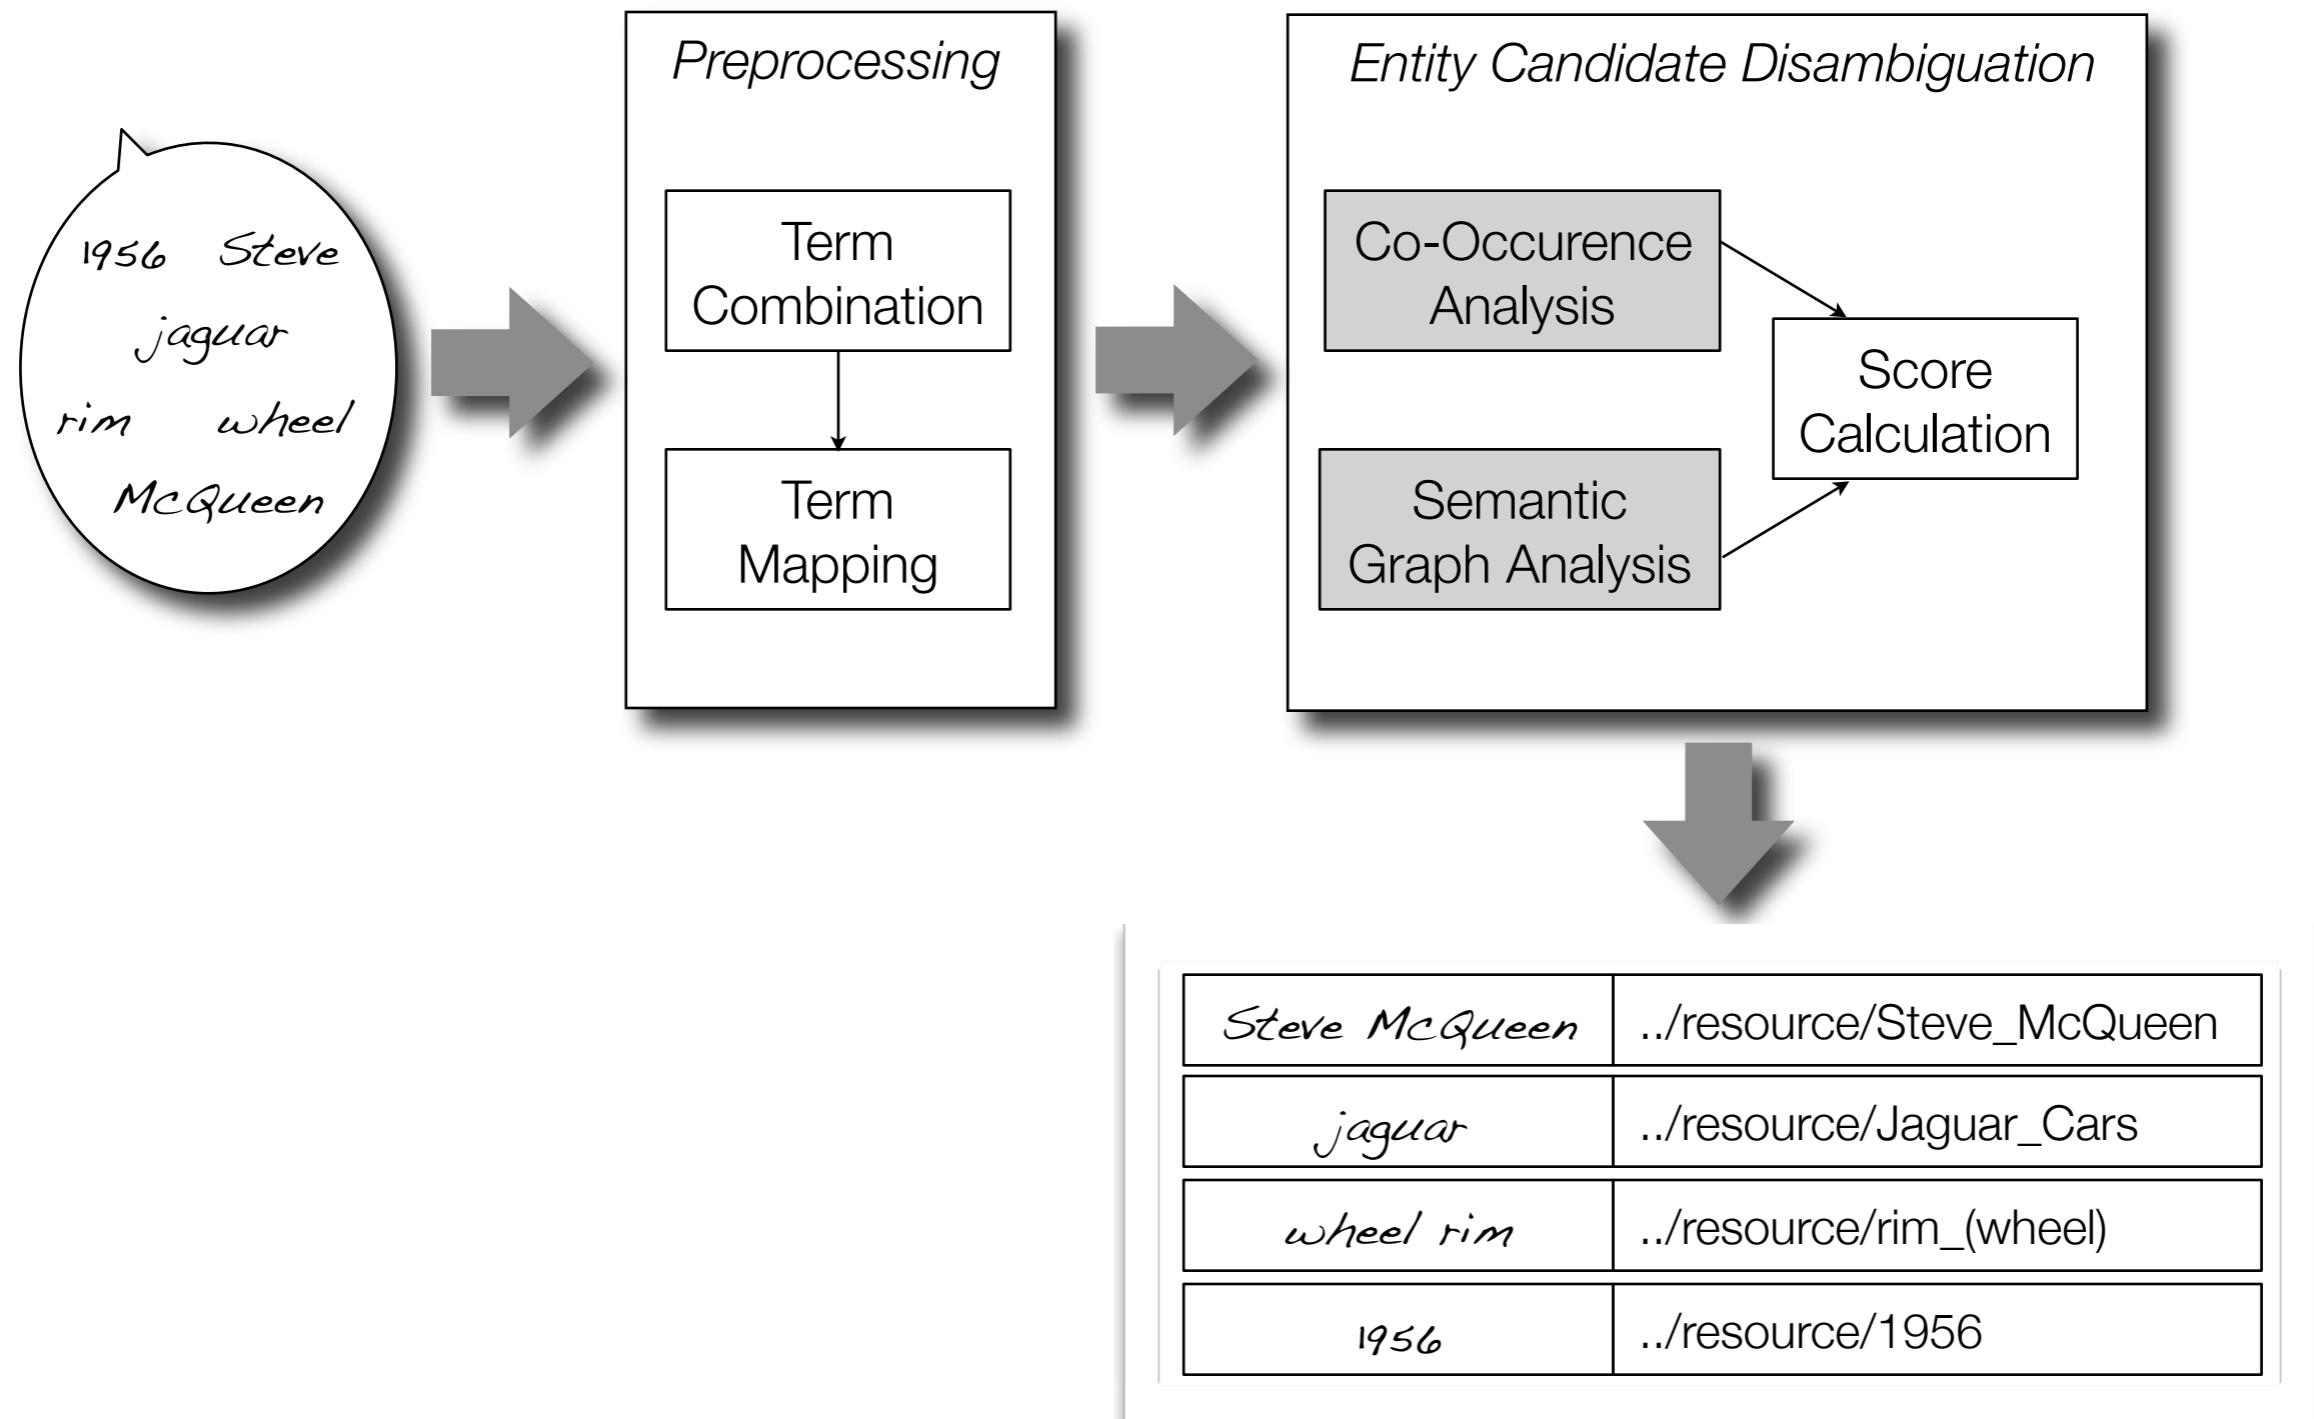 1956 Steve
jaguar
rim wheel
McQueen
Preprocessing
Term
Combination
Term
Mapping
Entity Candidate Disambiguation
Co-Occurence
Analysis
Semantic
Graph Analysis
Score
Calculation
Steve McQueen ../resource/Steve_McQueen
jaguar ../resource/Jaguar_Cars
wheel rim ../resource/rim_(wheel)
1956 ../resource/1956